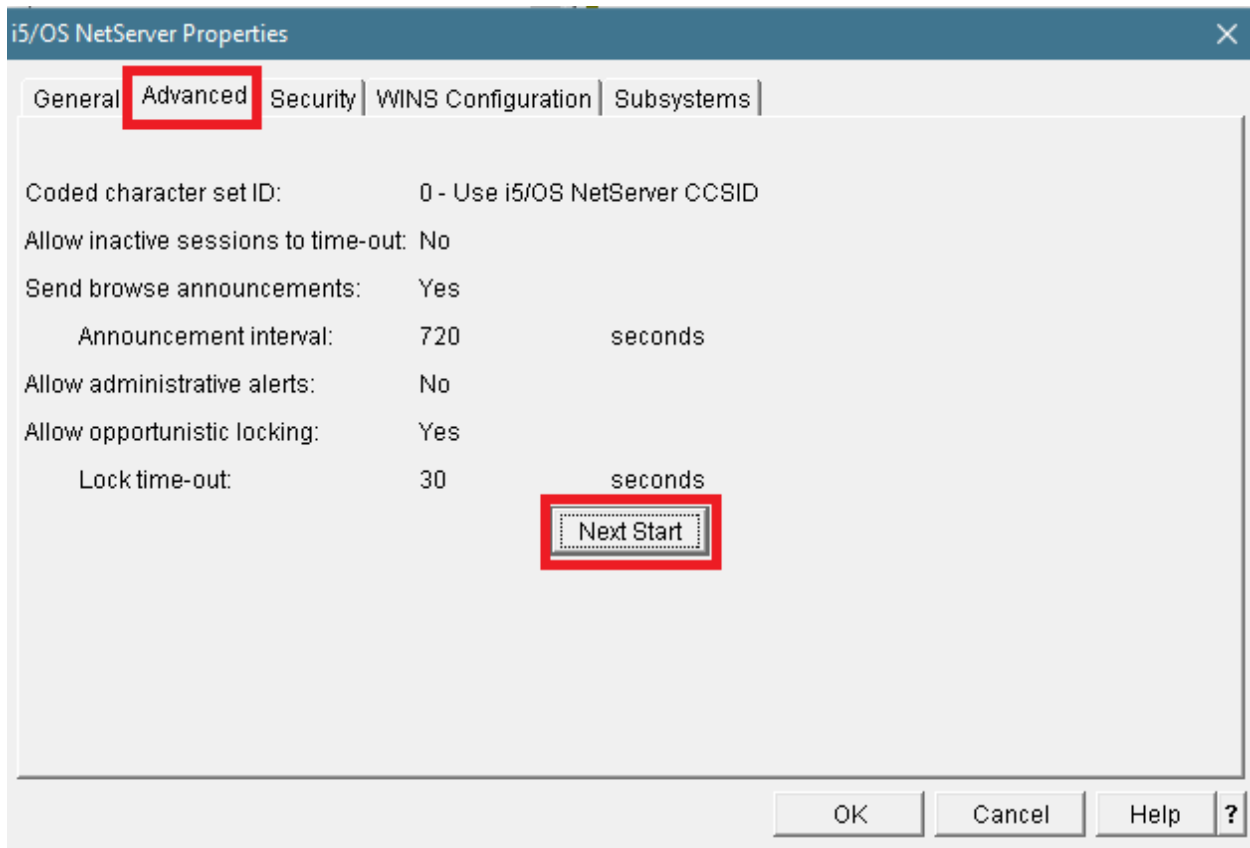 i5/OS NetServer Properties
General Advanced Security WINS Configuration Subsystems
Coded character set ID: 0 - Use i5/OS NetServer CCSID
Allow inactive sessions to time-out: No
Send browse announcements: Yes
Announcement interval: 720 seconds
Allow administrative alerts: No
Allow opportunistic locking: Yes
Lock time-out: 30 seconds
Next Start
OK Cancel Help ?